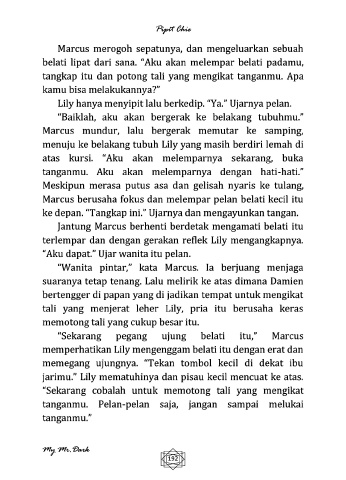 Pipit Chie
Marcus merogoh sepatunya, dan mengeluarkan sebuah
belati lipat dari sana. “Aku akan melempar belati padamu,
tangkap itu dan potong tali yang mengikat tanganmu. Apa
kamu bisa melakukannya?”
Lily hanya menyipit lalu berkedip. “Ya.” Ujarnya pelan.
“Baiklah, aku akan bergerak ke belakang tubuhmu.”
Marcus mundur, lalu bergerak memutar ke samping,
menuju ke belakang tubuh Lily yang masih berdiri lemah di
atas kursi. “Aku akan melemparnya sekarang, buka
tanganmu. Aku akan melemparnya dengan hati-hati.”
Meskipun merasa putus asa dan gelisah nyaris ke tulang,
Marcus berusaha fokus dan melempar pelan belati kecil itu
ke depan. “Tangkap ini.” Ujarnya dan mengayunkan tangan.
Jantung Marcus berhenti berdetak mengamati belati itu
terlempar dan dengan gerakan reflek Lily mengangkapnya.
“Aku dapat.” Ujar wanita itu pelan.
“Wanita pintar,” kata Marcus. Ia berjuang menjaga
suaranya tetap tenang. Lalu melirik ke atas dimana Damien
bertengger di papan yang di jadikan tempat untuk mengikat
tali yang menjerat leher Lily, pria itu berusaha keras
memotong tali yang cukup besar itu.
“Sekarang pegang ujung belati itu,” Marcus
memperhatikan Lily mengenggam belati itu dengan erat dan
memegang ujungnya. “Tekan tombol kecil di dekat ibu
jarimu.” Lily mematuhinya dan pisau kecil mencuat ke atas.
“Sekarang cobalah untuk memotong tali yang mengikat
tanganmu. Pelan-pelan saja, jangan sampai melukai
tanganmu.”
My Mr. Dark
192